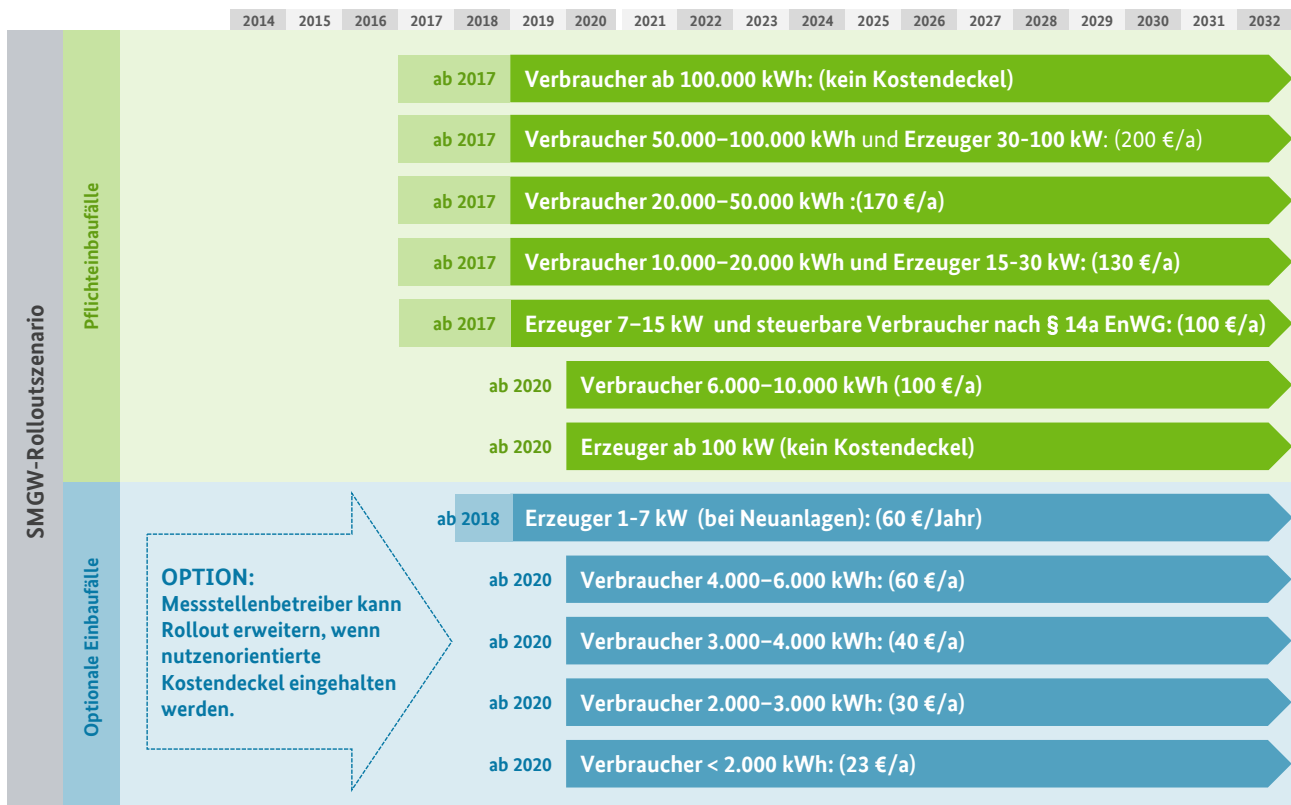 2014 2015 2016 2017 2018 2019 2020 2021 2022 2023 2024 2025 2026 2027 2028 2029 2030 2031 2032
SMGW-Rolloutszenario
Pflichteinbaufälle
ab 2017 Verbraucher ab 100.000 kWh: (kein Kostendeckel)
ab 2017 Verbraucher 50.000–100.000 kWh und Erzeuger 30-100 kW: (200 €/a)
ab 2017 Verbraucher 20.000–50.000 kWh :(170 €/a)
ab 2017 Verbraucher 10.000–20.000 kWh und Erzeuger 15-30 kW: (130 €/a)
ab 2017 Erzeuger 7–15 kW und steuerbare Verbraucher nach § 14a EnWG: (100 €/a)
ab 2020 Verbraucher 6.000–10.000 kWh (100 €/a)
ab 2020 Erzeuger ab 100 kW (kein Kostendeckel)
Optionale Einbaufälle
OPTION:
Messstellenbetreiber kann
Rollout erweitern, wenn
nutzenorientierte
Kostendeckel eingehalten
werden.
ab 2018 Erzeuger 1-7 kW (bei Neuanlagen): (60 €/Jahr)
ab 2020 Verbraucher 4.000–6.000 kWh: (60 €/a)
ab 2020 Verbraucher 3.000–4.000 kWh: (40 €/a)
ab 2020 Verbraucher 2.000–3.000 kWh: (30 €/a)
ab 2020 Verbraucher < 2.000 kWh: (23 €/a)